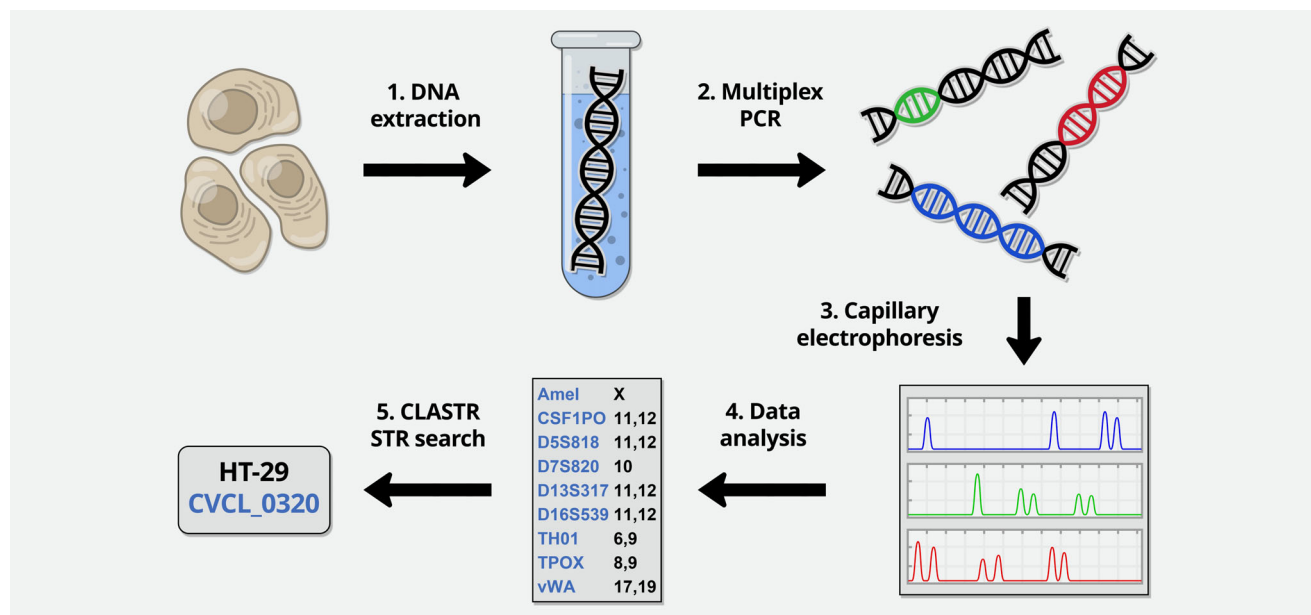 1. DNA
extraction
2. Multiplex
PCR
3. Capillary
electrophoresis
4. Data
analysis
Amel X
CSF1PO 11,12
D5S818 11,12
D7S820 10
D13S317 11,12
D16S539 11,12
TH01 6,9
TPOX 8,9
vWA 17,19
5. CLASTR
STR search
HT-29
CVCL_0320